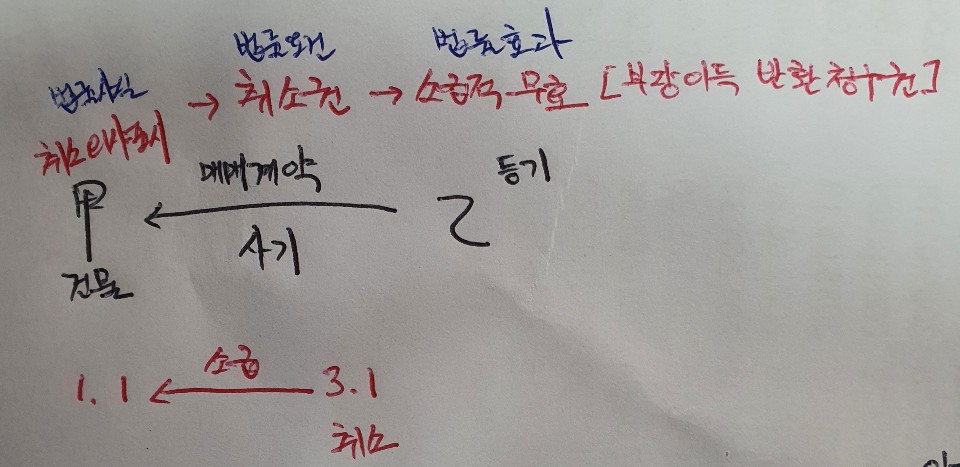 법률사실 법률요건 법률효과
취소의사표시 → 취소권 → 소급적 무효 [부당이득 반환청구권]
甲 ← 매매계약 乙 등기
사기
건물
1.1 ← 소급 3.1
취소